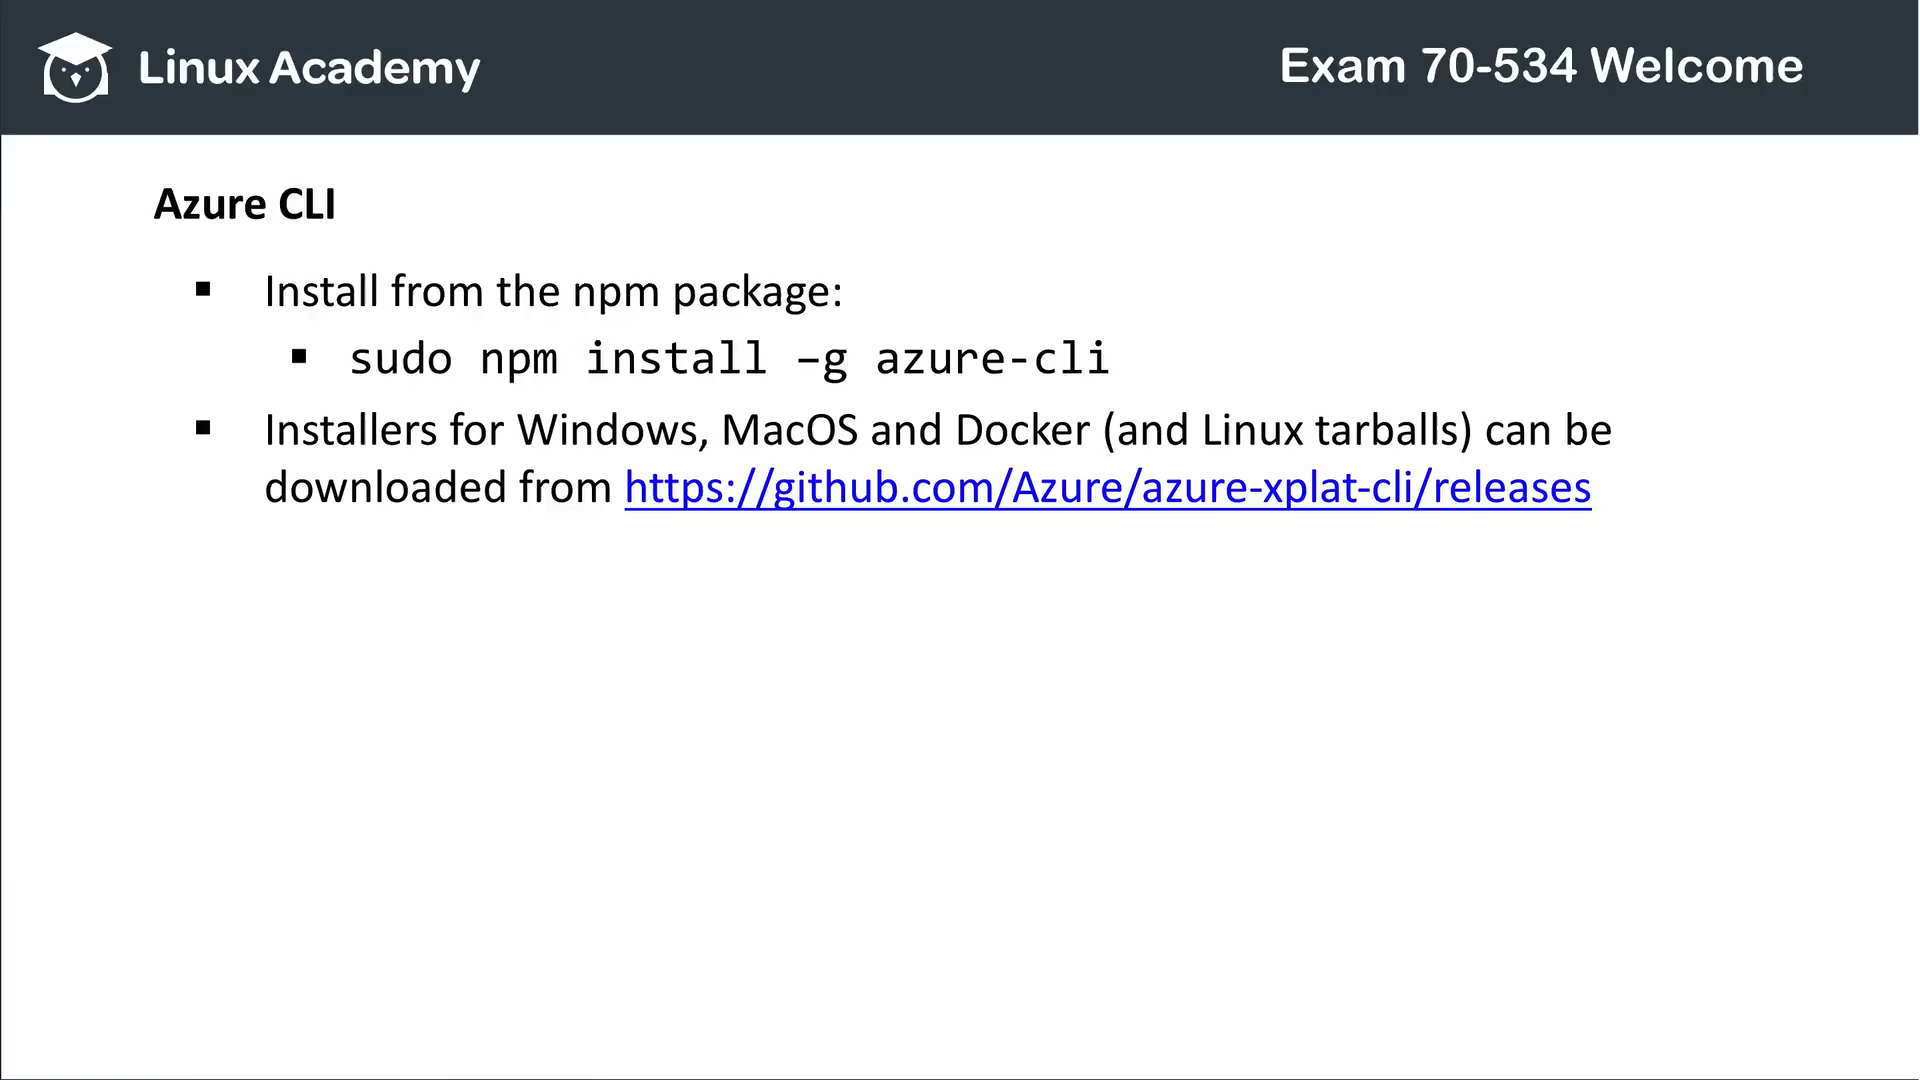 Linux Academy
Exam 70-534 Welcome
Azure CLI
▪ Install from the npm package:
▪ sudo npm install –g azure-cli
▪ Installers for Windows, MacOS and Docker (and Linux tarballs) can be
downloaded from https://github.com/Azure/azure-xplat-cli/releases